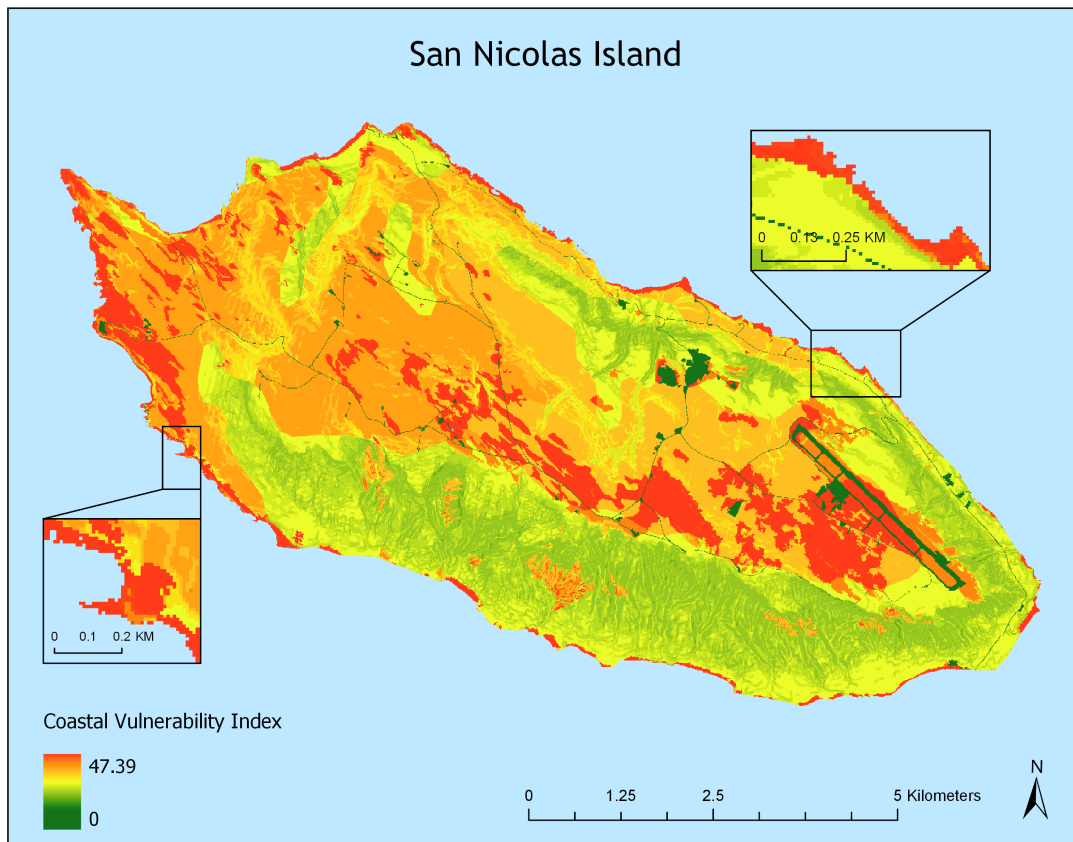 San Nicolas Island
0 0.13 0.25 KM
0 0.1 0.2 KM
Coastal Vulnerability Index
47.39
0
N
0 1.25 2.5 5 Kilometers